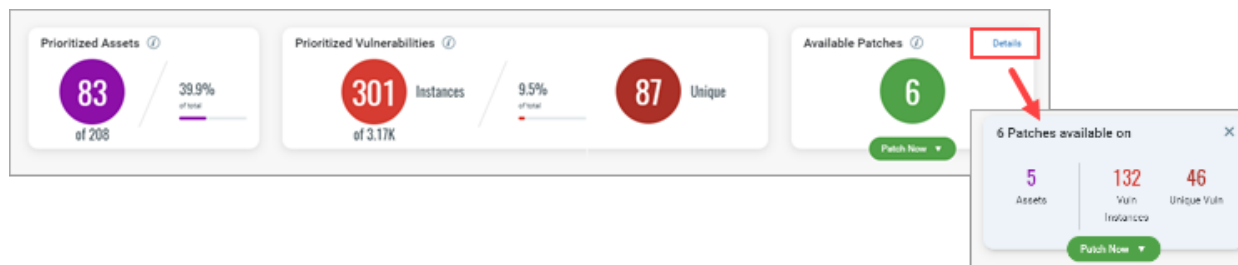 Prioritized Assets
83
of 208
39.9%
of total
Prioritized Vulnerabilities
301
Instances
of 3.17K
9.5%
of total
87
Unique
Available Patches
Details
6
Patch Now
6 Patches available on
5
Assets
132
Vuln
Instances
46
Unique Vuln
Patch Now